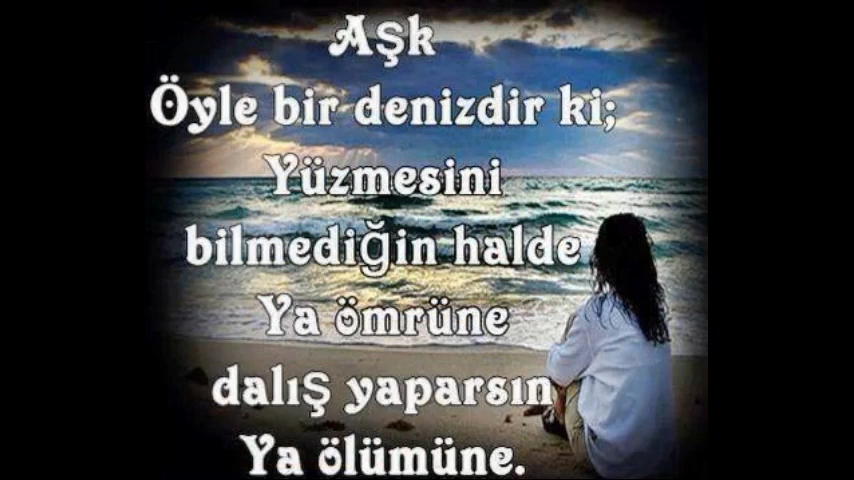 Aşk
Öyle bir denizdir ki;
Yüzmesini
bilmediğin halde
Ya ömrüne
dalış yaparsın
Ya ölümüne.